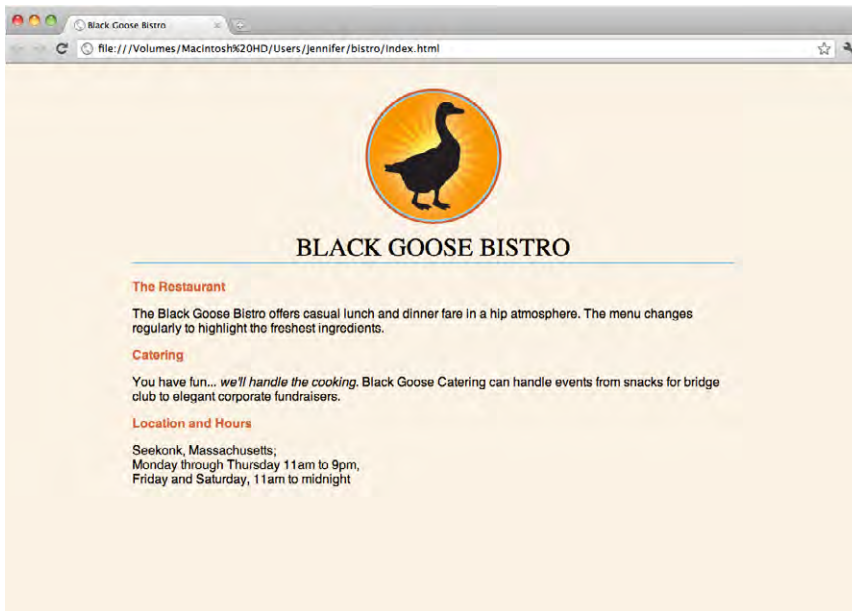 Black Goose Bistro
file:///Volumes/Macintosh%20HD/Users/jennifer/bistro/index.html
BLACK GOOSE BISTRO
The Restaurant
The Black Goose Bistro offers casual lunch and dinner fare in a hip atmosphere. The menu changes
regularly to highlight the freshest ingredients.
Catering
You have fun... we'll handle the cooking. Black Goose Catering can handle events from snacks for bridge
club to elegant corporate fundraisers.
Location and Hours
Seekonk, Massachusetts;
Monday through Thursday 11am to 9pm,
Friday and Saturday, 11am to midnight